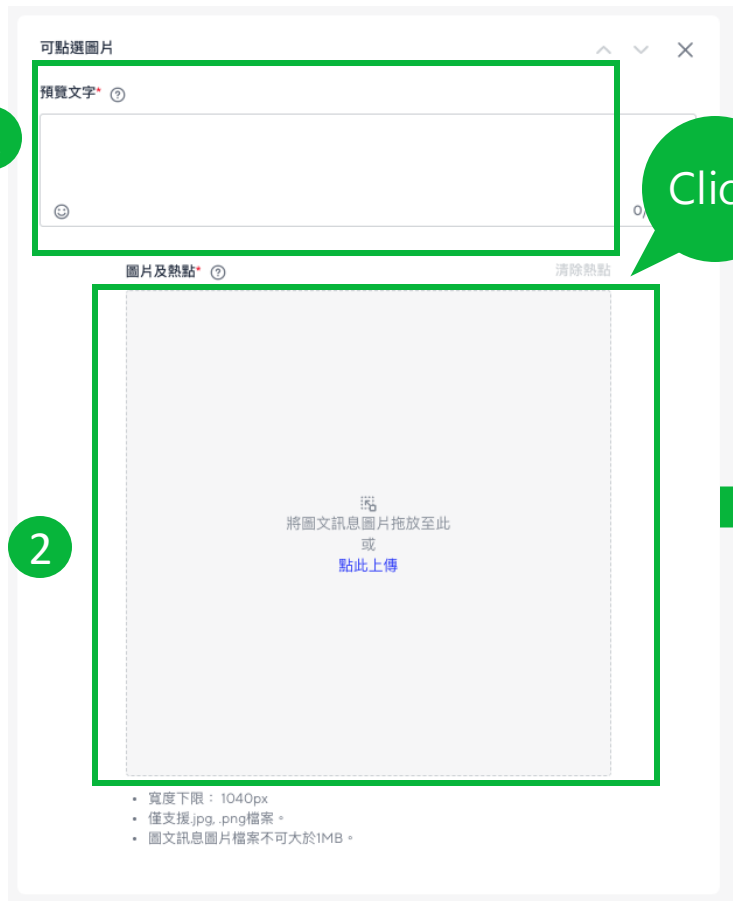 可點選圖片
預覽文字* ?
0/
Clic
圖片及熱點* ?
清除熱點
將圖文訊息圖片拖放至此
或
點此上傳
2
• 寬度下限： 1040px
• 僅支援.jpg, .png檔案。
• 圖文訊息圖片檔案不可大於1MB。